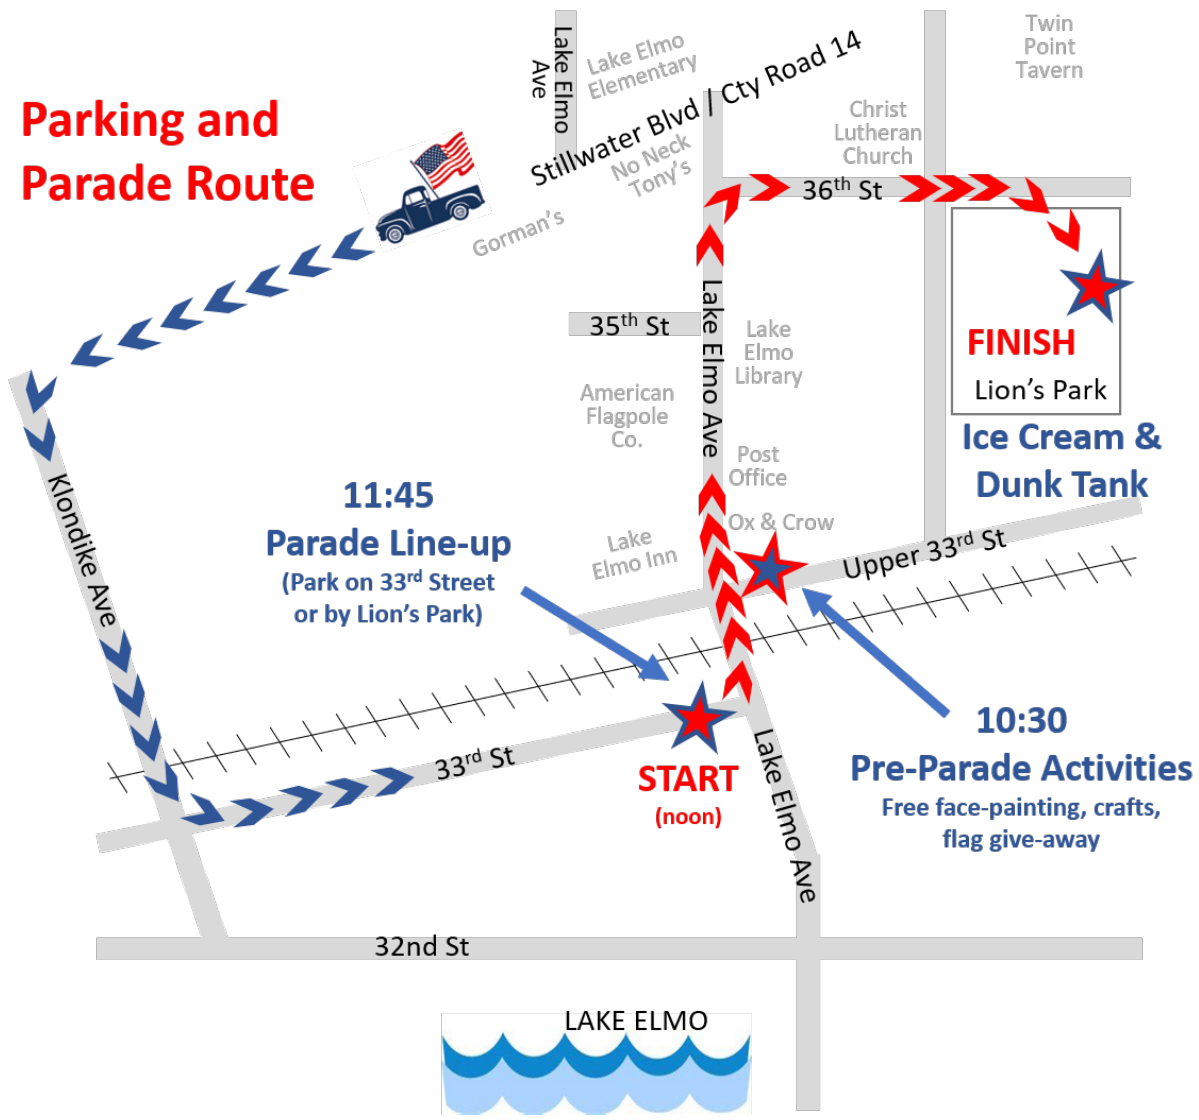 Parking and
Parade Route
Lake Elmo
Ave
Lake Elmo
Elementary
Stillwater Blvd / Cty Road 14
Twin
Point
Tavern
Christ
Lutheran
Church
No Neck
Tony's
Gorman's
36th St
35th St
Lake Elmo Ave
Lake
Elmo
Library
FINISH
Lion's Park
Ice Cream &
Dunk Tank
American
Flagpole
Co.
Post
Office
Ox & Crow
Klondike Ave
11:45
Parade Line-up
(Park on 33rd Street
or by Lion's Park)
Lake
Elmo Inn
Upper 33rd St
33rd St
START
(noon)
Lake Elmo Ave
10:30
Pre-Parade Activities
Free face-painting, crafts,
flag give-away
32nd St
LAKE ELMO